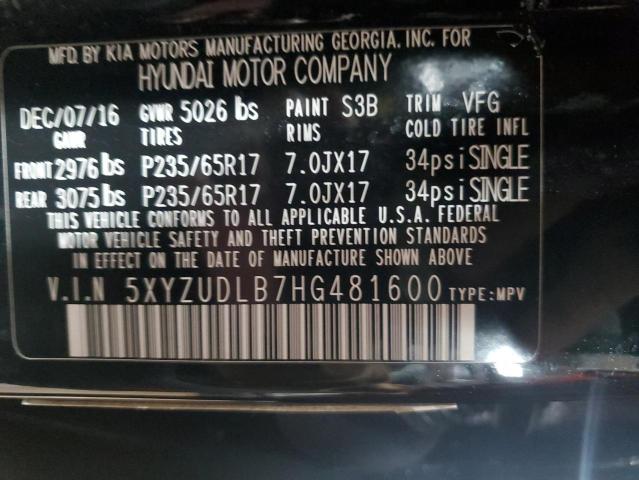 MFD. BY KIA MOTORS MANUFACTURING GEORGIA, INC. FOR
HYUNDAI MOTOR COMPANY
DEC/07/16 GVWR 5026 lbs PAINT S3B TRIM VFG
GAWR TIRES RIMS COLD TIRE INFL
FRONT 2976 lbs P235/65R17 7.0JX17 34psi SINGLE
REAR 3075 lbs P235/65R17 7.0JX17 34psi SINGLE
THIS VEHICLE CONFORMS TO ALL APPLICABLE U.S.A. FEDERAL
MOTOR VEHICLE SAFETY AND THEFT PREVENTION STANDARDS
IN EFFECT ON THE DATE OF MANUFACTURE SHOWN ABOVE
V.I.N 5XYZUDLB7HG481600 TYPE: MPV